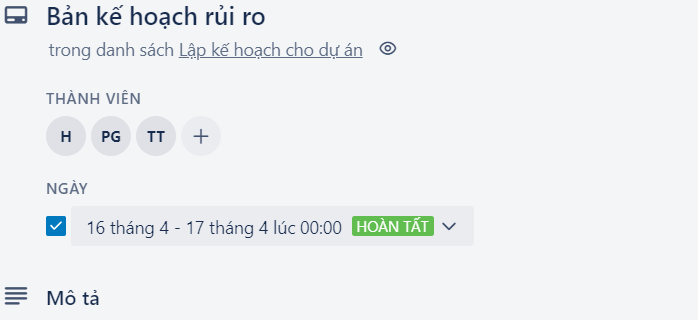 Bản kế hoạch rủi ro
trong danh sách Lập kế hoạch cho dự án
THÀNH VIÊN
H PG TT
NGÀY
16 tháng 4 - 17 tháng 4 lúc 00:00 HOÀN TẤT
Mô tả